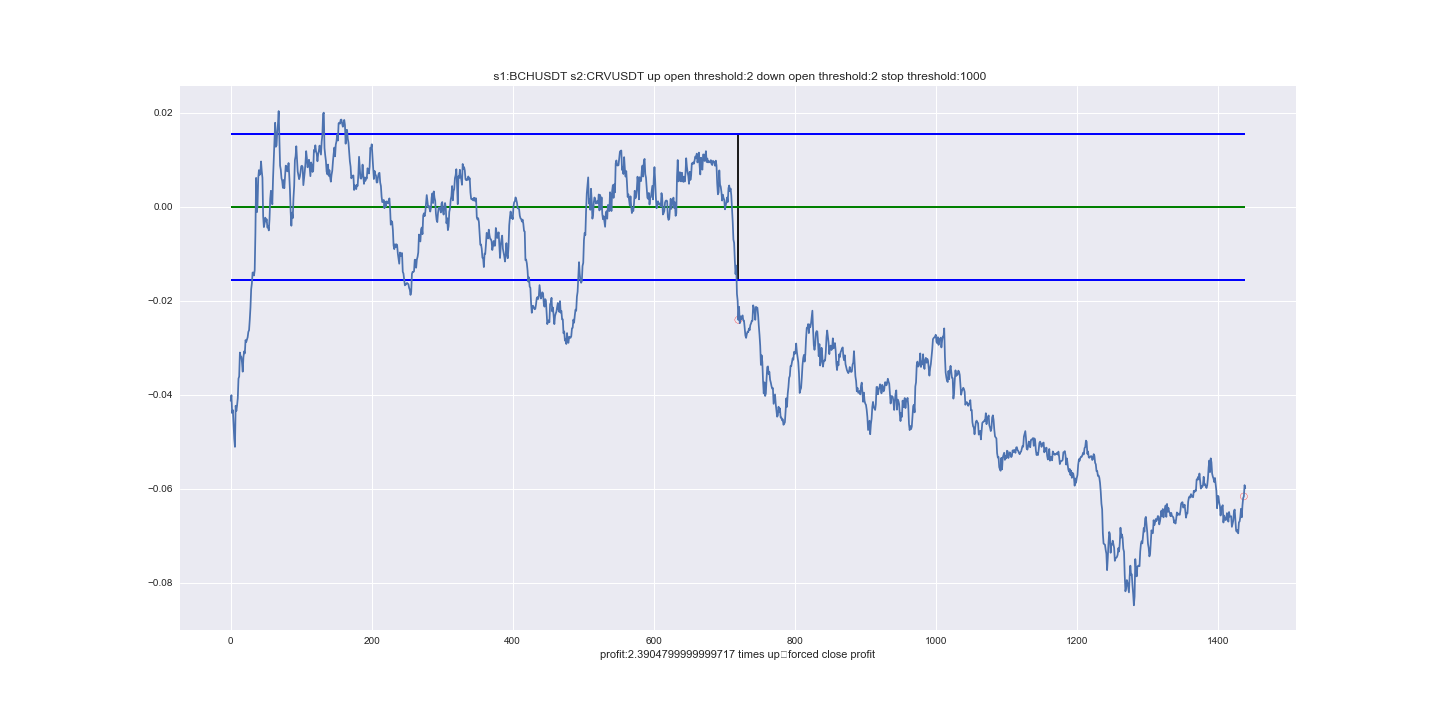 s1:BCHUSDT s2:CRVUSDT up open threshold:2 down open threshold:2 stop threshold:1000
0.02
0.00
−0.02
−0.04
−0.06
−0.08
0 200 400 600 800 1000 1200 1400
profit:2.3904799999999717 times up□forced close profit